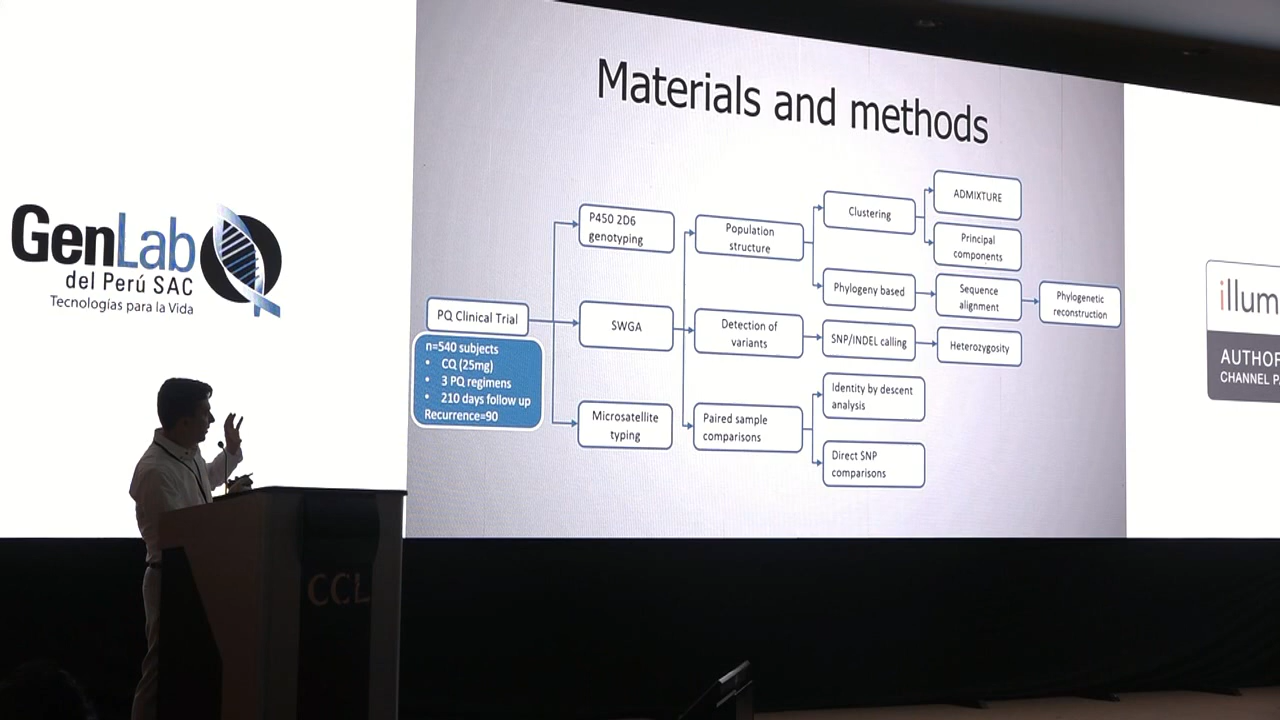 Materials and methods
GenLab
del Perú SAC
Tecnologías para la Vida
PQ Clinical Trial
n=540 subjects
• CQ (25mg)
• 3 PQ regimens
• 210 days follow up
Recurrence=90
P450 2D6
genotyping
SWGA
Microsatellite
typing
Population
structure
Detection of
variants
Paired sample
comparisons
Clustering
Phylogeny based
SNP/INDEL calling
Identity by descent
analysis
Direct SNP
comparisons
ADMIXTURE
Principal
components
Sequence
alignment
Heterozygosity
Phylogenetic
reconstruction
illum
AUTHOR
CHANNEL PA
CCL